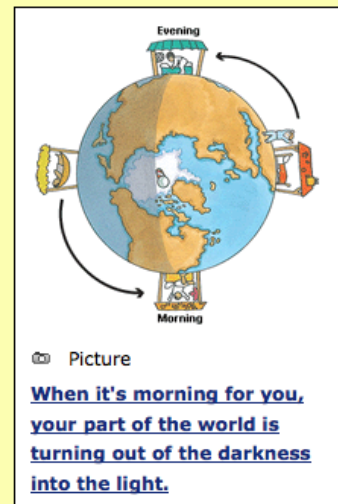 Evening
Morning
Picture
When it's morning for you,
your part of the world is
turning out of the darkness
into the light.